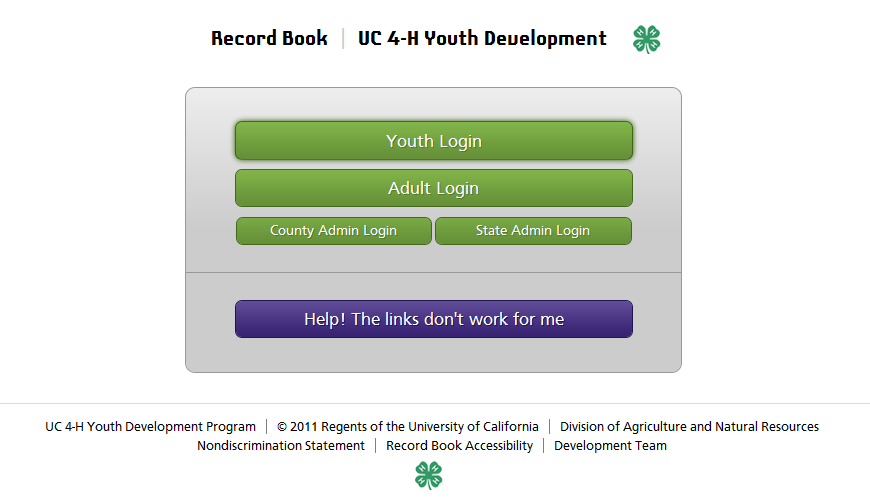 Record Book | UC 4-H Youth Development
Youth Login
Adult Login
County Admin Login State Admin Login
Help! The links don't work for me
UC 4-H Youth Development Program | © 2011 Regents of the University of California | Division of Agriculture and Natural Resources
Nondiscrimination Statement | Record Book Accessibility | Development Team